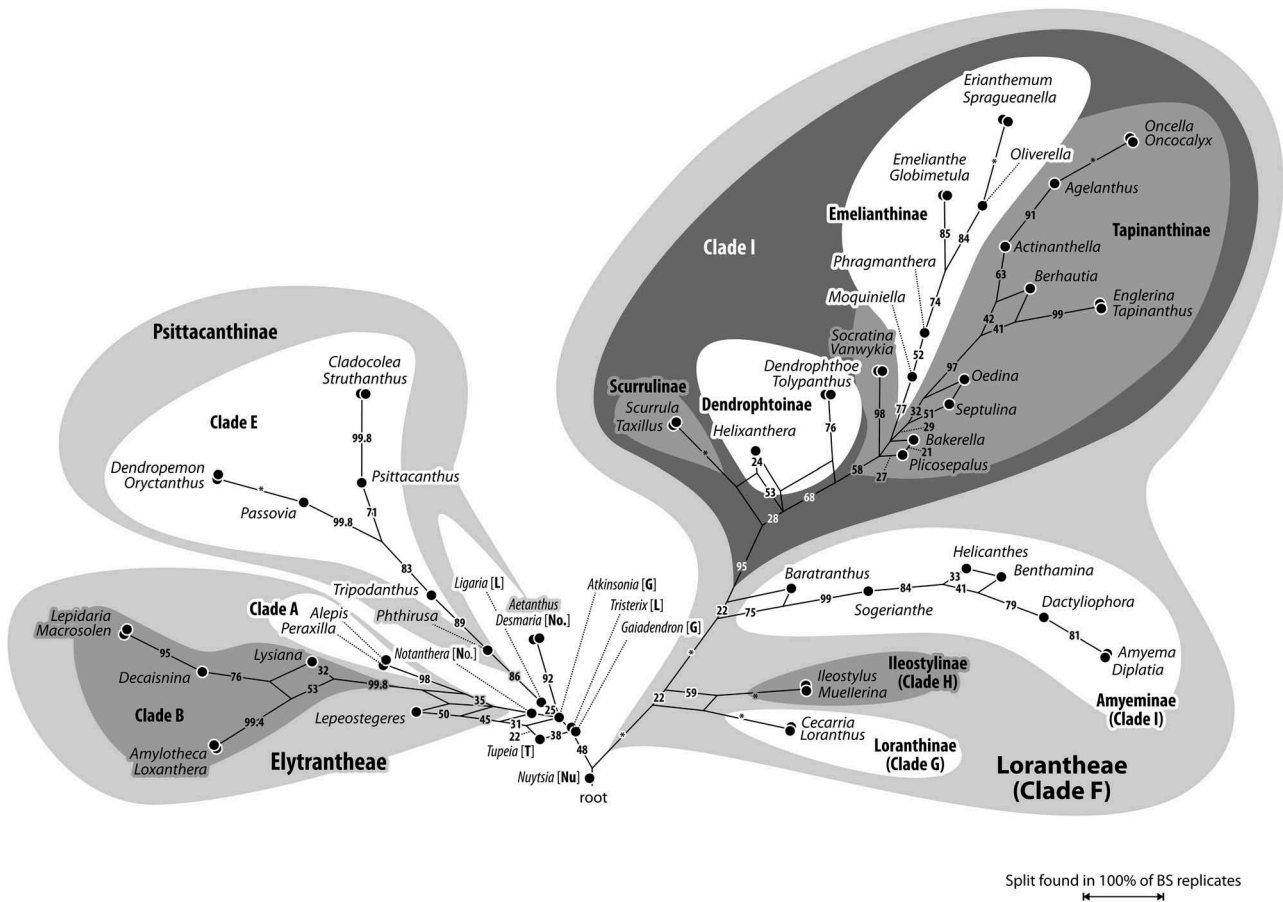 Erianthemum
Spragueanella
Oncella
Oncocalyx
*
*
Oliverella
Emelianthe
Globimetula
Agelanthus
91
Emelianthinae
85
84
Tapinanthinae
Clade I
Actinanthella
Phragmanthera
63
Berhautia
Moquiniella
74
Englerina
Tapinanthus
42
41
99
Psittacanthinae
Socratina
Vanwykia
52
Cladocolea
Struthanthus
Dendrophthoe
Tolypanthus
97
Oedina
Scurrulinae
Dendrophtoinae
98
77
32
51
Septulina
Clade E
Scurrula
Taxillus
Helixanthera
76
29
Bakerella
99.8
21
*
24
Plicosepalus
Dendropemon
Oryctanthus
Psittacanthus
58
27
*
53
68
Passovia
71
28
99.8
95
Helicanthes
83
33
Benthamina
Ligaria [L]
Atkinsonia [G]
Baratranthus
84
41
Tripodanthus
Aetanthus
Desmaria [No.]
Tristerix [L]
22
75
99
Sogerianthe
79
Dactyliophora
Clade A
Phthirusa
Gaiadendron [G]
Alepis
Peraxilla
89
81
Lepidaria
Macrosolen
Notanthera [No.]
*
Amyema
Diplatia
95
Lysiana
Ileostylinae
(Clade H)
Decaisnina
76
32
98
86
92
Ileostylus
Muellerina
53
99.8
22
59
*
Amyeminae
(Clade I)
Clade B
35
25
99.4
Lepeostegeres
50
45
31
*
Cecarria
Loranthus
22
38
*
Amylotheca
Loxanthera
Tupeia [T]
48
Loranthinae
(Clade G)
Elytrantheae
Lorantheae
(Clade F)
Nuytsia [Nu]
root
Split found in 100% of BS replicates